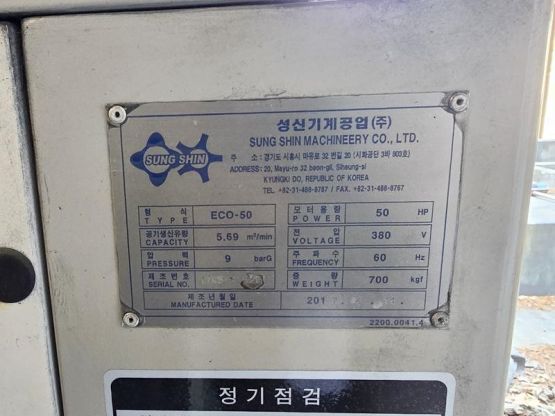 성신기계공업(주)
SUNG SHIN MACHINEERY CO., LTD.
SUNG SHIN
주 소 : 경기도 시흥시 마유로 32 번길 20 (시화공단 3바 903호)
ADDRESS: 20, Mayu-ro 32 beon-gil, Siheung-si
KYUNGKI DO, REPUBLIC OF KOREA
TEL. +82-31-488-8787 / FAX. +82-31-488-8767
형 식 TYPE ECO-50
모 터 용 량 POWER 50 HP
공기생산유량 CAPACITY 5,69 m³/min
전 압 VOLTAGE 380 V
압 력 PRESSURE 9 barG
주 파 수 FREQUENCY 60 Hz
제 조 번 호 SERIAL NO.
중 량 WEIGHT 700 kgf
제 조 년 월 일 MANUFACTURED DATE 201
2200.0041.4
정 기 점 검